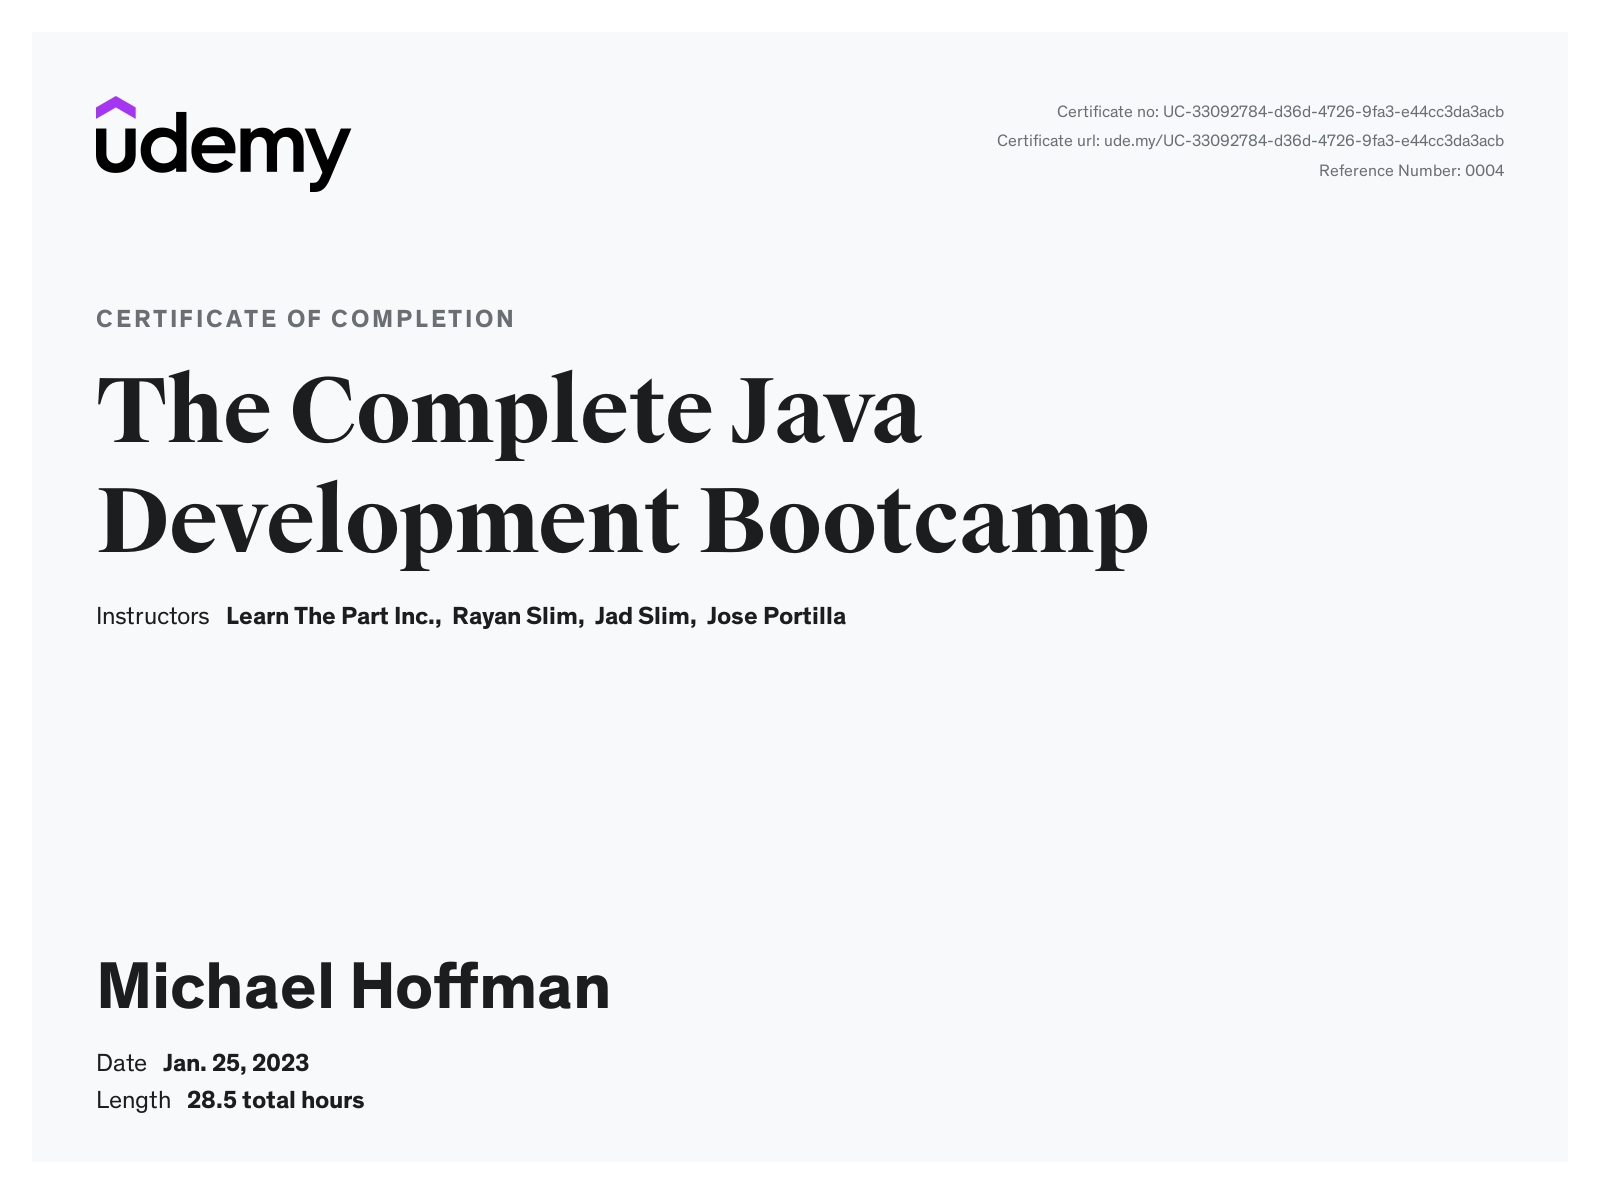 udemy
Certificate no: UC-33092784-d36d-4726-9fa3-e44cc3da3acb
Certificate url: ude.my/UC-33092784-d36d-4726-9fa3-e44cc3da3acb
Reference Number: 0004
CERTIFICATE OF COMPLETION
The Complete Java
Development Bootcamp
Instructors Learn The Part Inc., Rayan Slim, Jad Slim, Jose Portilla
Michael Hoffman
Date Jan. 25, 2023
Length 28.5 total hours